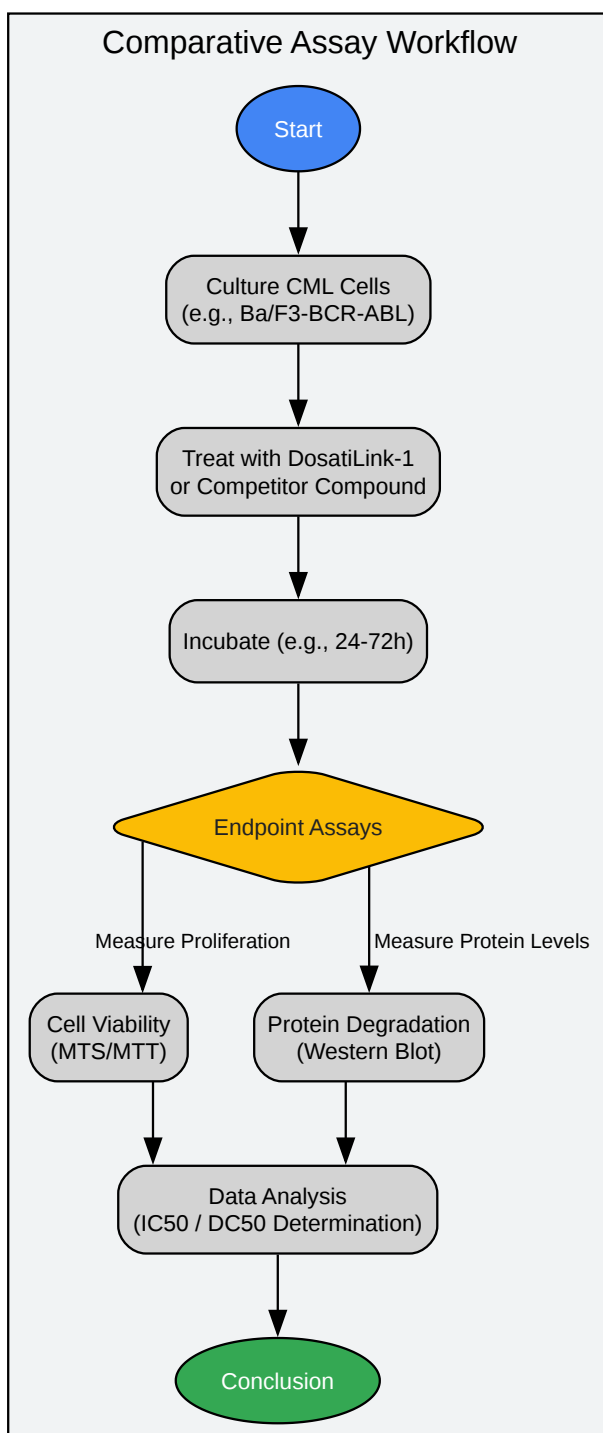 Comparative Assay Workflow
Start
Culture CML Cells
(e.g., Ba/F3-BCR-ABL)
Treat with DosatiLink-1
or Competitor Compound
Incubate (e.g., 24-72h)
Endpoint Assays
Measure Proliferation
Measure Protein Levels
Cell Viability
(MTS/MTT)
Protein Degradation
(Western Blot)
Data Analysis
(IC50 / DC50 Determination)
Conclusion